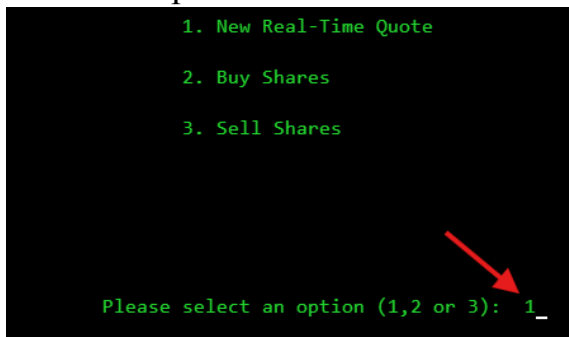 1. New Real-Time Quote
2. Buy Shares
3. Sell Shares
Please select an option (1,2 or 3): 1_